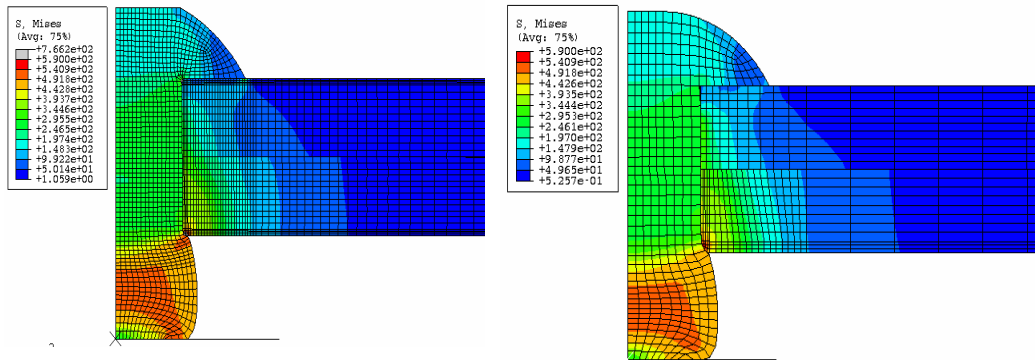 S, Mises
(Avg: 75%)
+7.662e+02
+5.900e+02
+5.409e+02
+4.918e+02
+4.428e+02
+3.937e+02
+3.446e+02
+2.955e+02
+2.465e+02
+1.974e+02
+1.483e+02
+9.922e+01
+5.014e+01
+1.059e+00
S, Mises
(Avg: 75%)
+5.900e+02
+5.409e+02
+4.918e+02
+4.426e+02
+3.935e+02
+3.444e+02
+2.953e+02
+2.461e+02
+1.970e+02
+1.479e+02
+9.877e+01
+4.965e+01
+5.257e-01